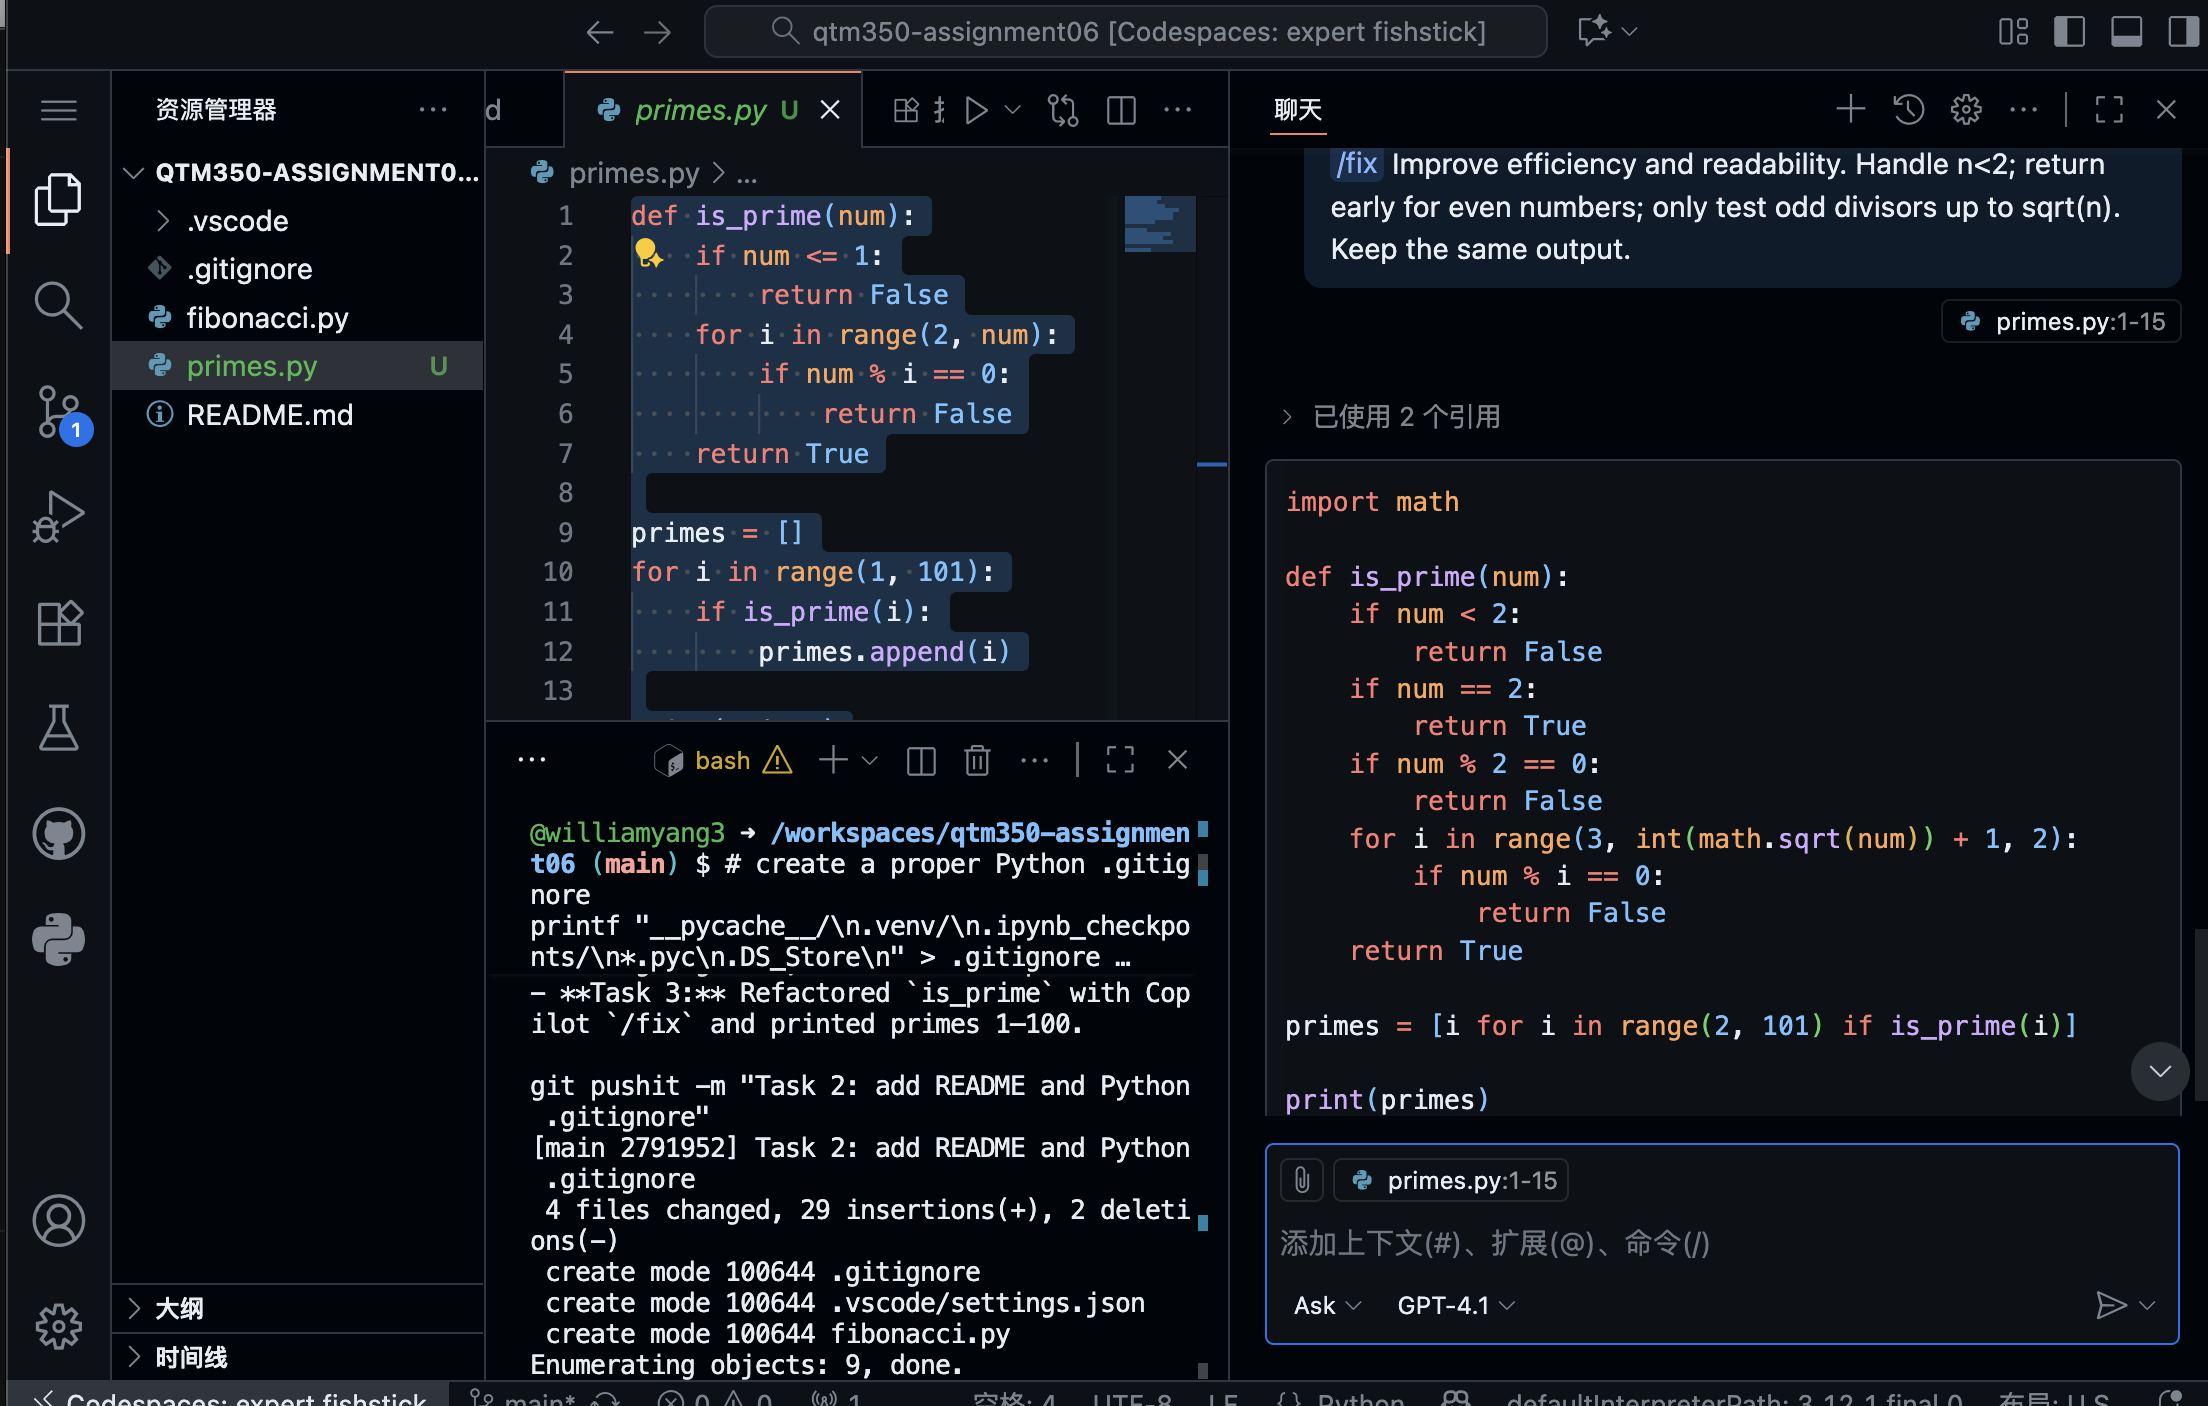 qtm350-assignment06 [Codespaces: expert fishstick]
资源管理器
QTM350-ASSIGNMENT0...
.vscode
.gitignore
fibonacci.py
primes.py U
README.md
1
大纲
时间线
d
primes.py U
primes.py > ...
1 def is_prime(num):
2     if num <= 1:
3         return False
4     for i in range(2, num):
5         if num % i == 0:
6             return False
7     return True
8
9 primes = []
10 for i in range(1, 101):
11     if is_prime(i):
12         primes.append(i)
13
bash
@williamyang3 ➜ /workspaces/qtm350-assignmen
t06 (main) $ # create a proper Python .gitig
nore
printf "__pycache__/\n.venv/\n.ipynb_checkpo
nts/\n*.pyc\n.DS_Store\n" > .gitignore …
- **Task 3:** Refactored `is_prime` with Cop
ilot `/fix` and printed primes 1–100.
git pushit -m "Task 2: add README and Python
 .gitignore"
[main 2791952] Task 2: add README and Python
 .gitignore
 4 files changed, 29 insertions(+), 2 deleti
ons(-)
 create mode 100644 .gitignore
 create mode 100644 .vscode/settings.json
 create mode 100644 fibonacci.py
Enumerating objects: 9, done.
聊天
/fix Improve efficiency and readability. Handle n<2; return
early for even numbers; only test odd divisors up to sqrt(n).
Keep the same output.
primes.py:1-15
已使用 2 个引用
import math
def is_prime(num):
    if num < 2:
        return False
    if num == 2:
        return True
    if num % 2 == 0:
        return False
    for i in range(3, int(math.sqrt(num)) + 1, 2):
        if num % i == 0:
            return False
    return True
primes = [i for i in range(2, 101) if is_prime(i)]
print(primes)
primes.py:1-15
添加上下文(#)、扩展(@)、命令(/)
Ask
GPT-4.1
Codespaces: expert fishstick main* 0 0 1 空格: 4 UTF-8 LF {} Python defaultInterpreterPath: 3.12.1 final 0 布局: U.S.